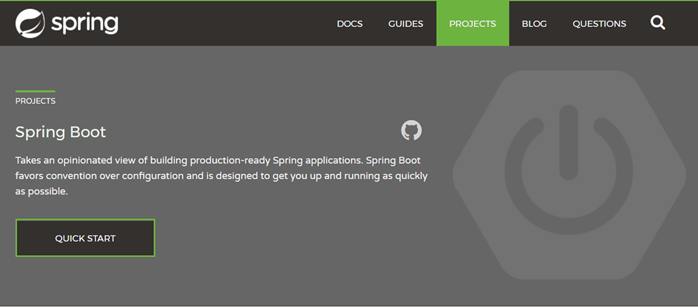 spring
DOCS GUIDES PROJECTS BLOG QUESTIONS
PROJECTS
Spring Boot
Takes an opinionated view of building production-ready Spring applications. Spring Boot
favors convention over configuration and is designed to get you up and running as quickly
as possible.
QUICK START